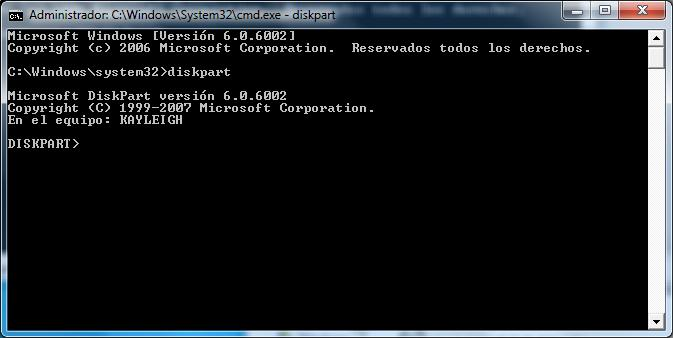 Administrador: C:\Windows\System32\cmd.exe - diskpart
Microsoft Windows [Versión 6.0.6002]
Copyright (c) 2006 Microsoft Corporation.  Reservados todos los derechos.
C:\Windows\system32>diskpart
Microsoft DiskPart versión 6.0.6002
Copyright (C) 1999-2007 Microsoft Corporation.
En el equipo: KAYLEIGH
DISKPART>